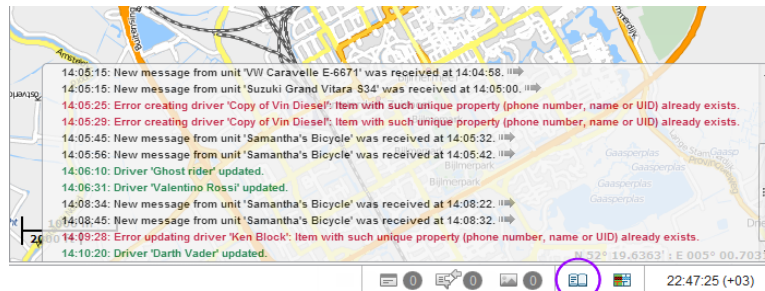 Amste
Gaasperplas
StamGaasp
Provincialeweg
14:05:15: New message from unit 'VW Caravelle E-6671' was received at 14:04:58.
14:05:15: New message from unit 'Suzuki Grand Vitara S34' was received at 14:05:00.
14:05:25: Error creating driver 'Copy of Vin Diesel': Item with such unique property (phone number, name or UID) already exists.
14:05:29: Error creating driver 'Copy of Vin Diesel': Item with such unique property (phone number, name or UID) already exists.
14:05:45: New message from unit 'Samantha's Bicycle' was received at 14:05:32.
14:05:56: New message from unit 'Samantha's Bicycle' was received at 14:05:42.
Bijlmerpark
Gaasperplas
14:06:10: Driver 'Ghost rider' updated.
Bijlmerpark
Gaasperplas
14:06:31: Driver 'Valentino Rossi' updated.
Gaasperplas
14:08:34: New message from unit 'Samantha's Bicycle' was received at 14:08:22.
14:08:45: New message from unit 'Samantha's Bicycle' was received at 14:08:32.
14:09:28: Error updating driver 'Ken Block': Item with such unique property (phone number, name or UID) already exists.
14:10:20: Driver 'Darth Vader' updated.
N 52° 19.6363' : E 005° 00.703
0 0 0 22:47:25 (+03)